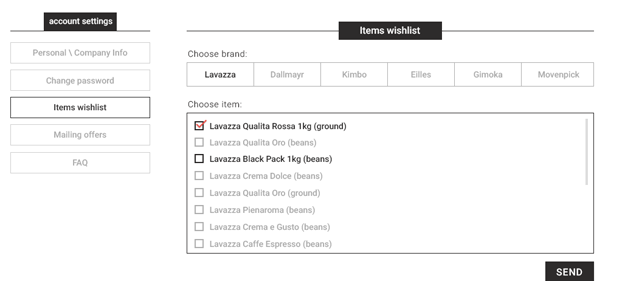 account settings
Personal \ Company Info
Change password
Items wishlist
Mailing offers
FAQ
Items wishlist
Choose brand:
Lavazza Dallmayr Kimbo Eilles Gimoka Movenpick
Choose item:
Lavazza Qualita Rossa 1kg (ground)
Lavazza Qualita Oro (beans)
Lavazza Black Pack 1kg (beans)
Lavazza Crema Dolce (beans)
Lavazza Qualita Oro (ground)
Lavazza Pienaroma (beans)
Lavazza Crema e Gusto (beans)
Lavazza Caffe Espresso (beans)
SEND